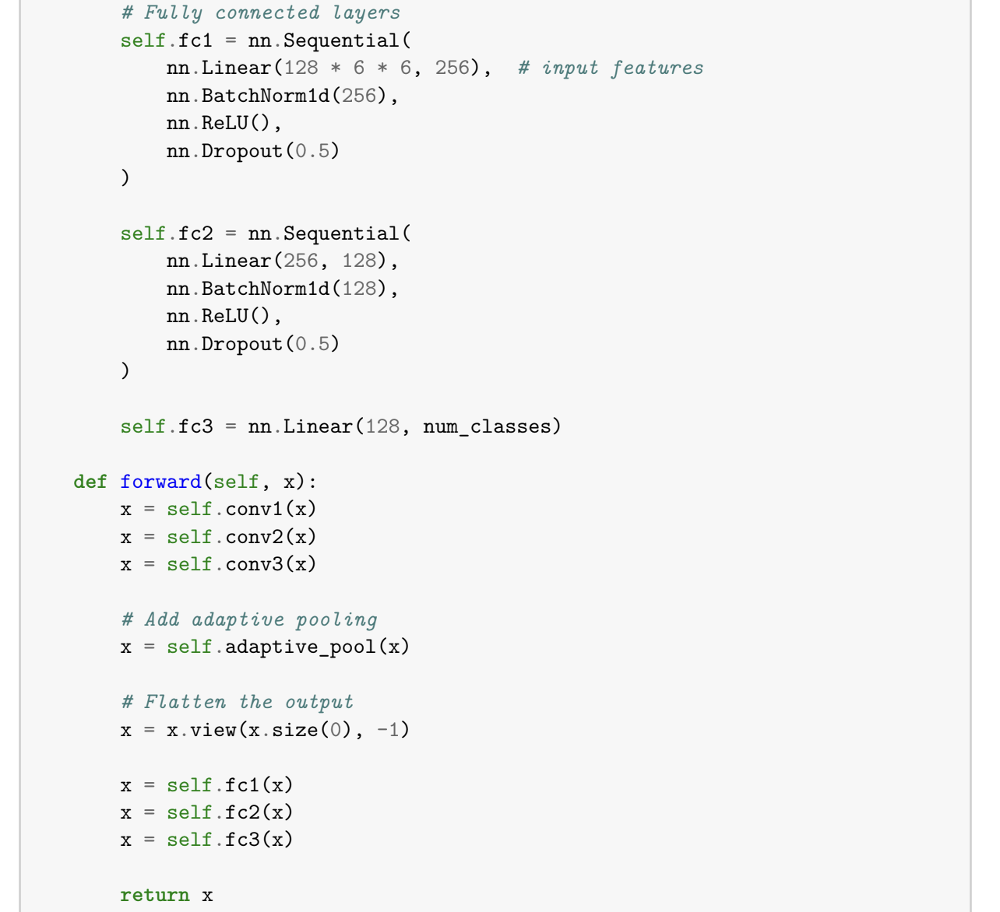 # Fully connected layers
self.fc1 = nn.Sequential(
    nn.Linear(128 * 6 * 6, 256),  # input features
    nn.BatchNorm1d(256),
    nn.ReLU(),
    nn.Dropout(0.5)
)
self.fc2 = nn.Sequential(
    nn.Linear(256, 128),
    nn.BatchNorm1d(128),
    nn.ReLU(),
    nn.Dropout(0.5)
)
self.fc3 = nn.Linear(128, num_classes)
def forward(self, x):
    x = self.conv1(x)
    x = self.conv2(x)
    x = self.conv3(x)
    # Add adaptive pooling
    x = self.adaptive_pool(x)
    # Flatten the output
    x = x.view(x.size(0), -1)
    x = self.fc1(x)
    x = self.fc2(x)
    x = self.fc3(x)
    return x